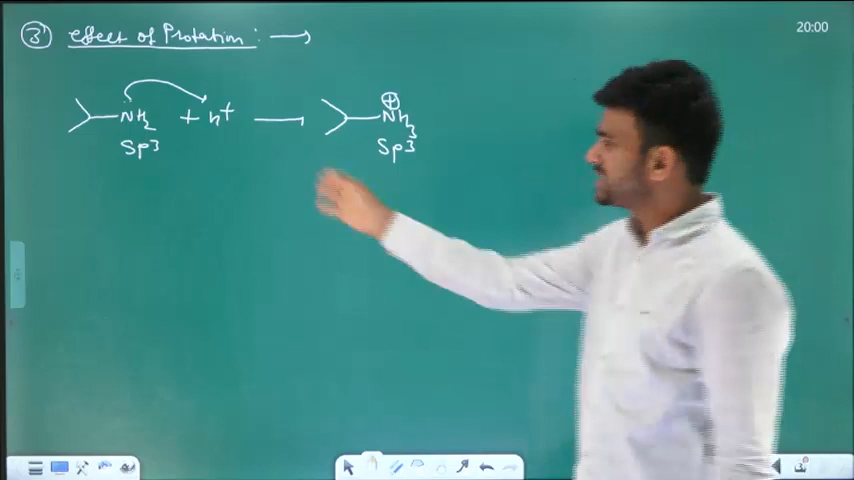 20:00
③ effect of Protation : →
NH2 + H+ → NH3
Sp3 Sp3